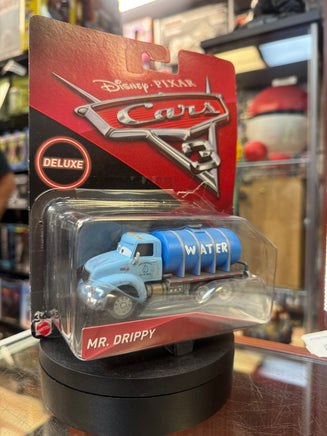 Disney·PIXAR
Cars
3
DELUXE
WATER
MR. DRIPPY